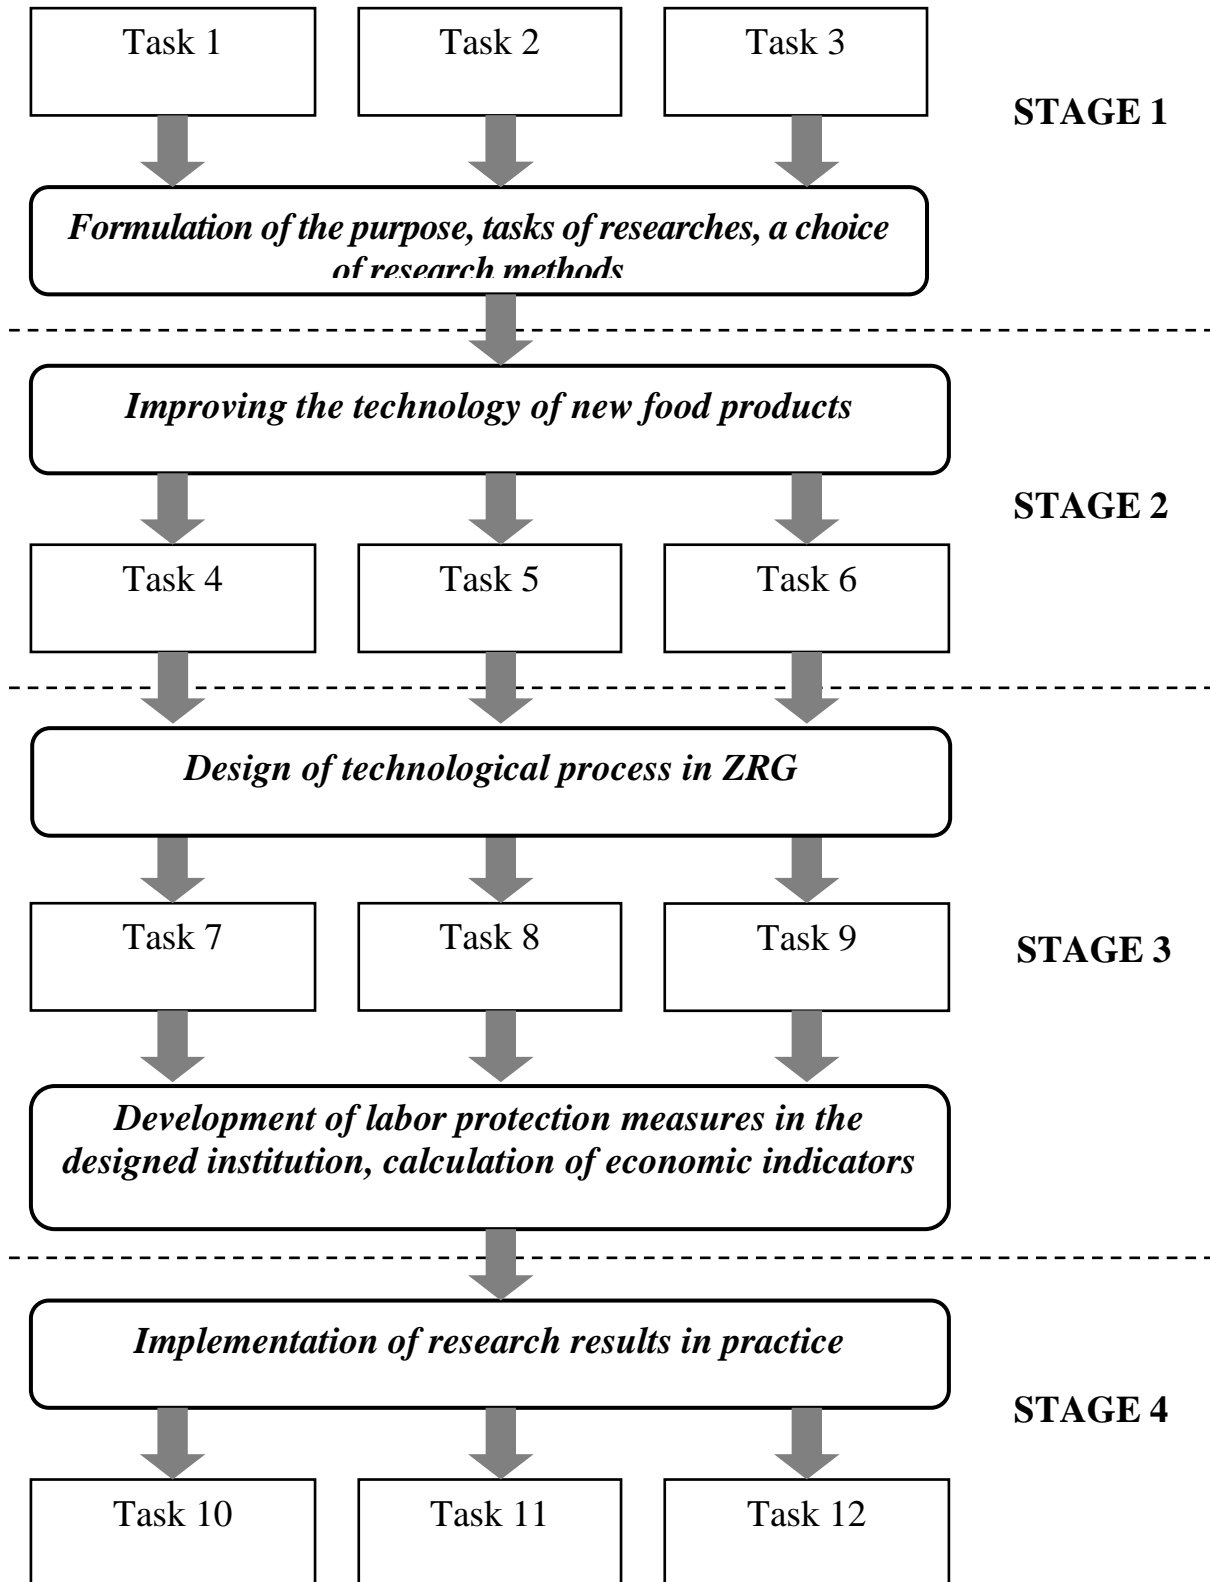 Task 1
Task 2
Task 3
STAGE 1
Formulation of the purpose, tasks of researches, a choice
of research methods
Improving the technology of new food products
STAGE 2
Task 4
Task 5
Task 6
Design of technological process in ZRG
Task 7
Task 8
Task 9
STAGE 3
Development of labor protection measures in the
designed institution, calculation of economic indicators
Implementation of research results in practice
STAGE 4
Task 10
Task 11
Task 12